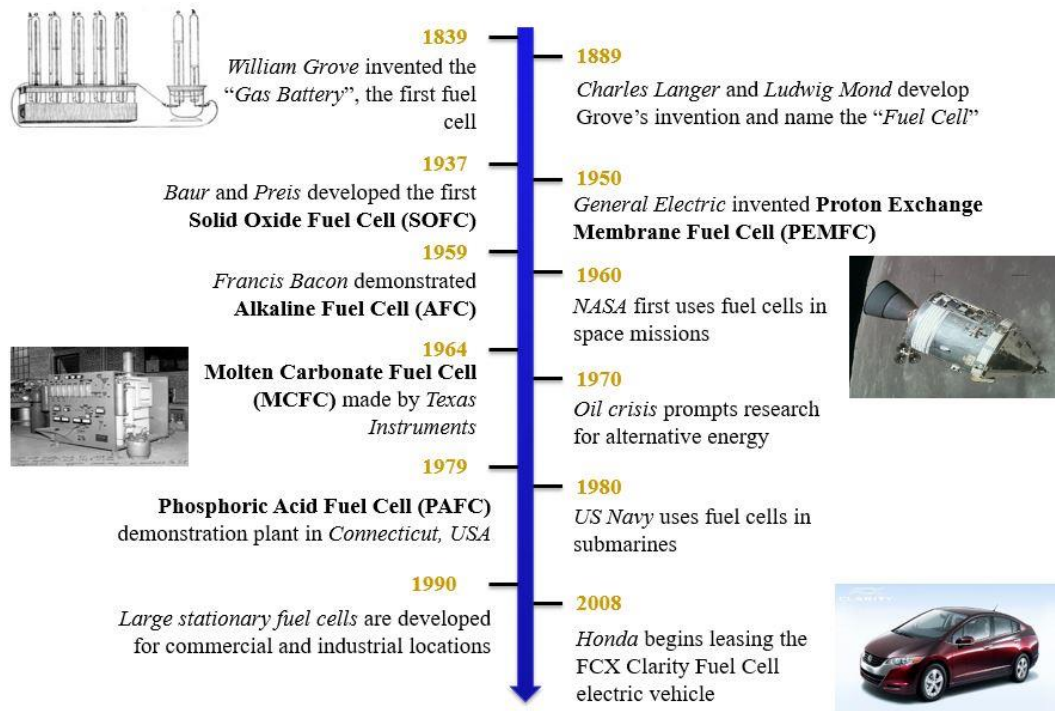 1839
William Grove invented the
“Gas Battery”, the first fuel
cell
1889
Charles Langer and Ludwig Mond develop
Grove’s invention and name the “Fuel Cell”
1937
Baur and Preis developed the first
Solid Oxide Fuel Cell (SOFC)
1950
General Electric invented Proton Exchange
Membrane Fuel Cell (PEMFC)
1959
Francis Bacon demonstrated
Alkaline Fuel Cell (AFC)
1960
NASA first uses fuel cells in
space missions
1964
Molten Carbonate Fuel Cell
(MCFC) made by Texas
Instruments
1970
Oil crisis prompts research
for alternative energy
1979
Phosphoric Acid Fuel Cell (PAFC)
demonstration plant in Connecticut, USA
1980
US Navy uses fuel cells in
submarines
1990
Large stationary fuel cells are developed
for commercial and industrial locations
2008
Honda begins leasing the
FCX Clarity Fuel Cell
electric vehicle
CLARITY